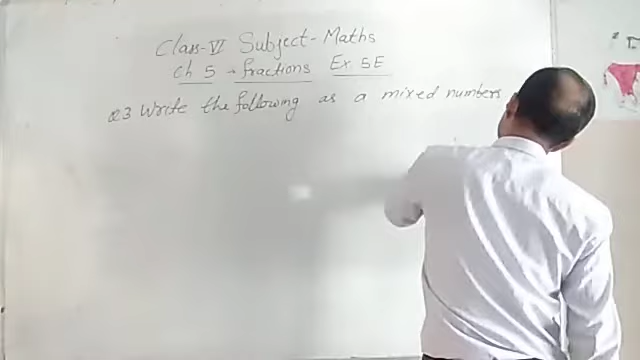 Class-VI Subject-Maths
Ch 5 → fractions Ex. 5E
Q3 Write the following as a mixed numbers